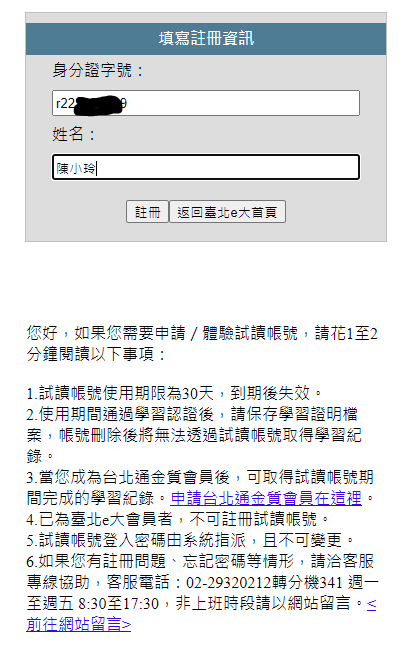 填寫註冊資訊
身分證字號：
r22 9
姓名：
陳小玲
註冊 返回臺北e大首頁
您好，如果您需要申請／體驗試讀帳號，請花1至2
分鐘閱讀以下事項：
1.試讀帳號使用期限為30天，到期後失效。
2.使用期間通過學習認證後，請保存學習證明檔
案，帳號刪除後將無法透過試讀帳號取得學習紀
錄。
3.當您成為台北通金質會員後，可取得試讀帳號期
間完成的學習紀錄。申請台北通金質會員在這裡。
4.已為臺北e大會員者，不可註冊試讀帳號。
5.試讀帳號登入密碼由系統指派，且不可變更。
6.如果您有註冊問題、忘記密碼等情形，請洽客服
專線協助，客服電話：02-29320212轉分機341 週一
至週五 8:30至17:30，非上班時段請以網站留言。<
前往網站留言>